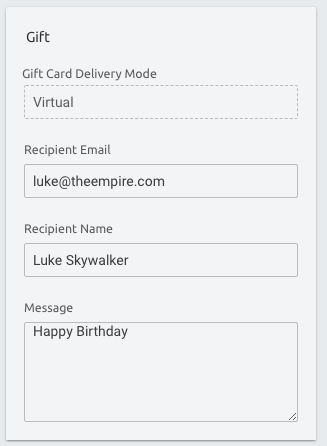 Gift
Gift Card Delivery Mode
Virtual
Recipient Email
luke@theempire.com
Recipient Name
Luke Skywalker
Message
Happy Birthday